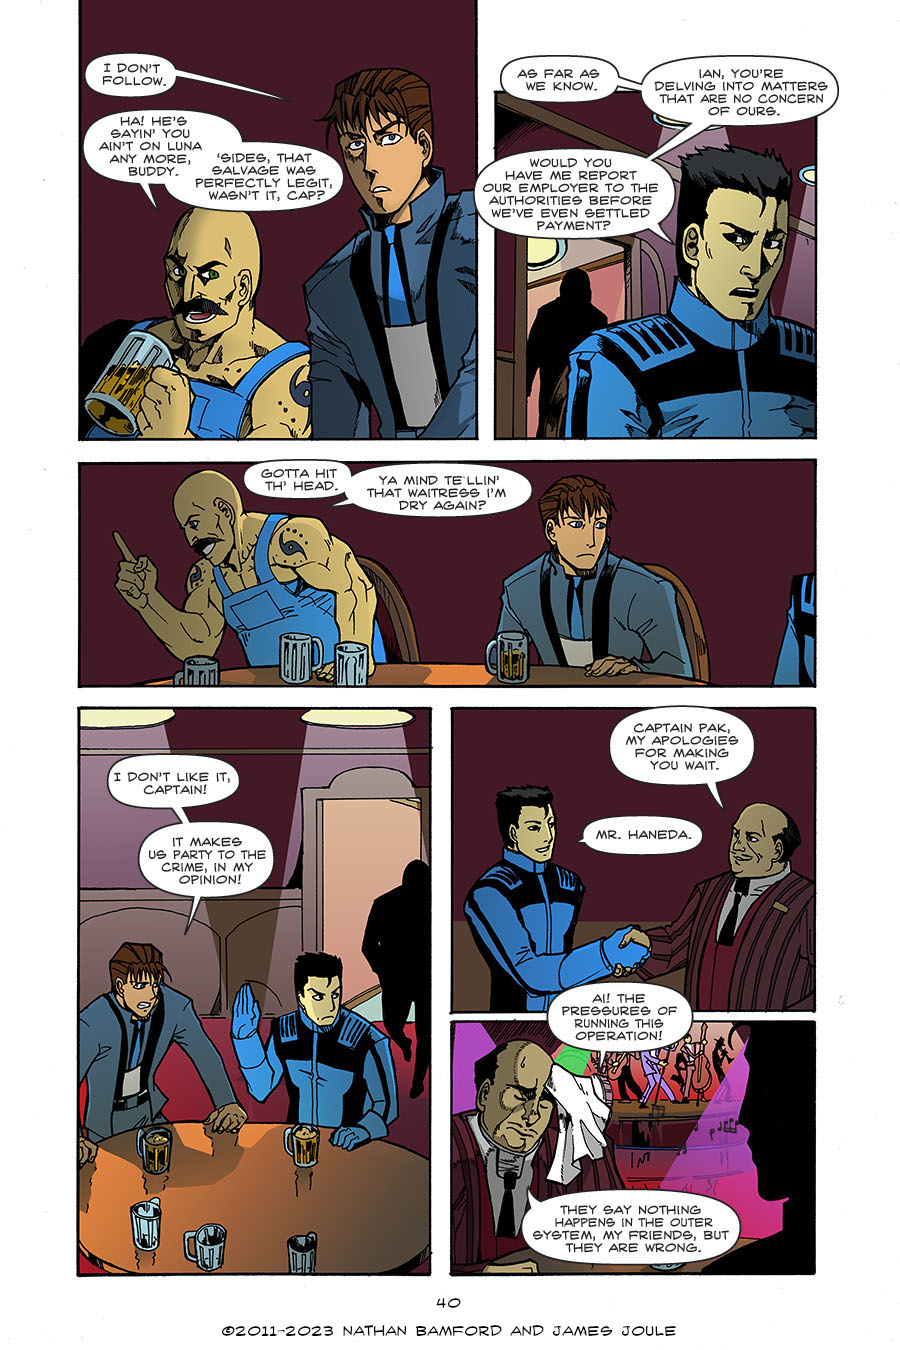 I DON'T
FOLLOW.
HA! HE'S
SAYIN' YOU
AIN'T ON LUNA
ANY MORE,
BUDDY.
'SIDES, THAT
SALVAGE WAS
PERFECTLY LEGIT,
WASN'T IT, CAP?
AS FAR AS
WE KNOW.
IAN, YOU'RE
DELVING INTO MATTERS
THAT ARE NO CONCERN
OF OURS.
WOULD YOU
HAVE ME REPORT
OUR EMPLOYER TO THE
AUTHORITIES BEFORE
WE'VE EVEN SETTLED
PAYMENT?
GOTTA HIT
TH' HEAD.
YA MIND TE'LLIN'
THAT WAITRESS I'M
DRY AGAIN?
I DON'T LIKE IT,
CAPTAIN!
IT MAKES
US PARTY TO THE
CRIME, IN MY
OPINION!
CAPTAIN PAK,
MY APOLOGIES
FOR MAKING
YOU WAIT.
MR. HANEDA.
AI! THE
PRESSURES OF
RUNNING THIS
OPERATION!
THEY SAY NOTHING
HAPPENS IN THE OUTER
SYSTEM, MY FRIENDS, BUT
THEY ARE WRONG.
40
©2011-2023 NATHAN BAMFORD AND JAMES JOULE